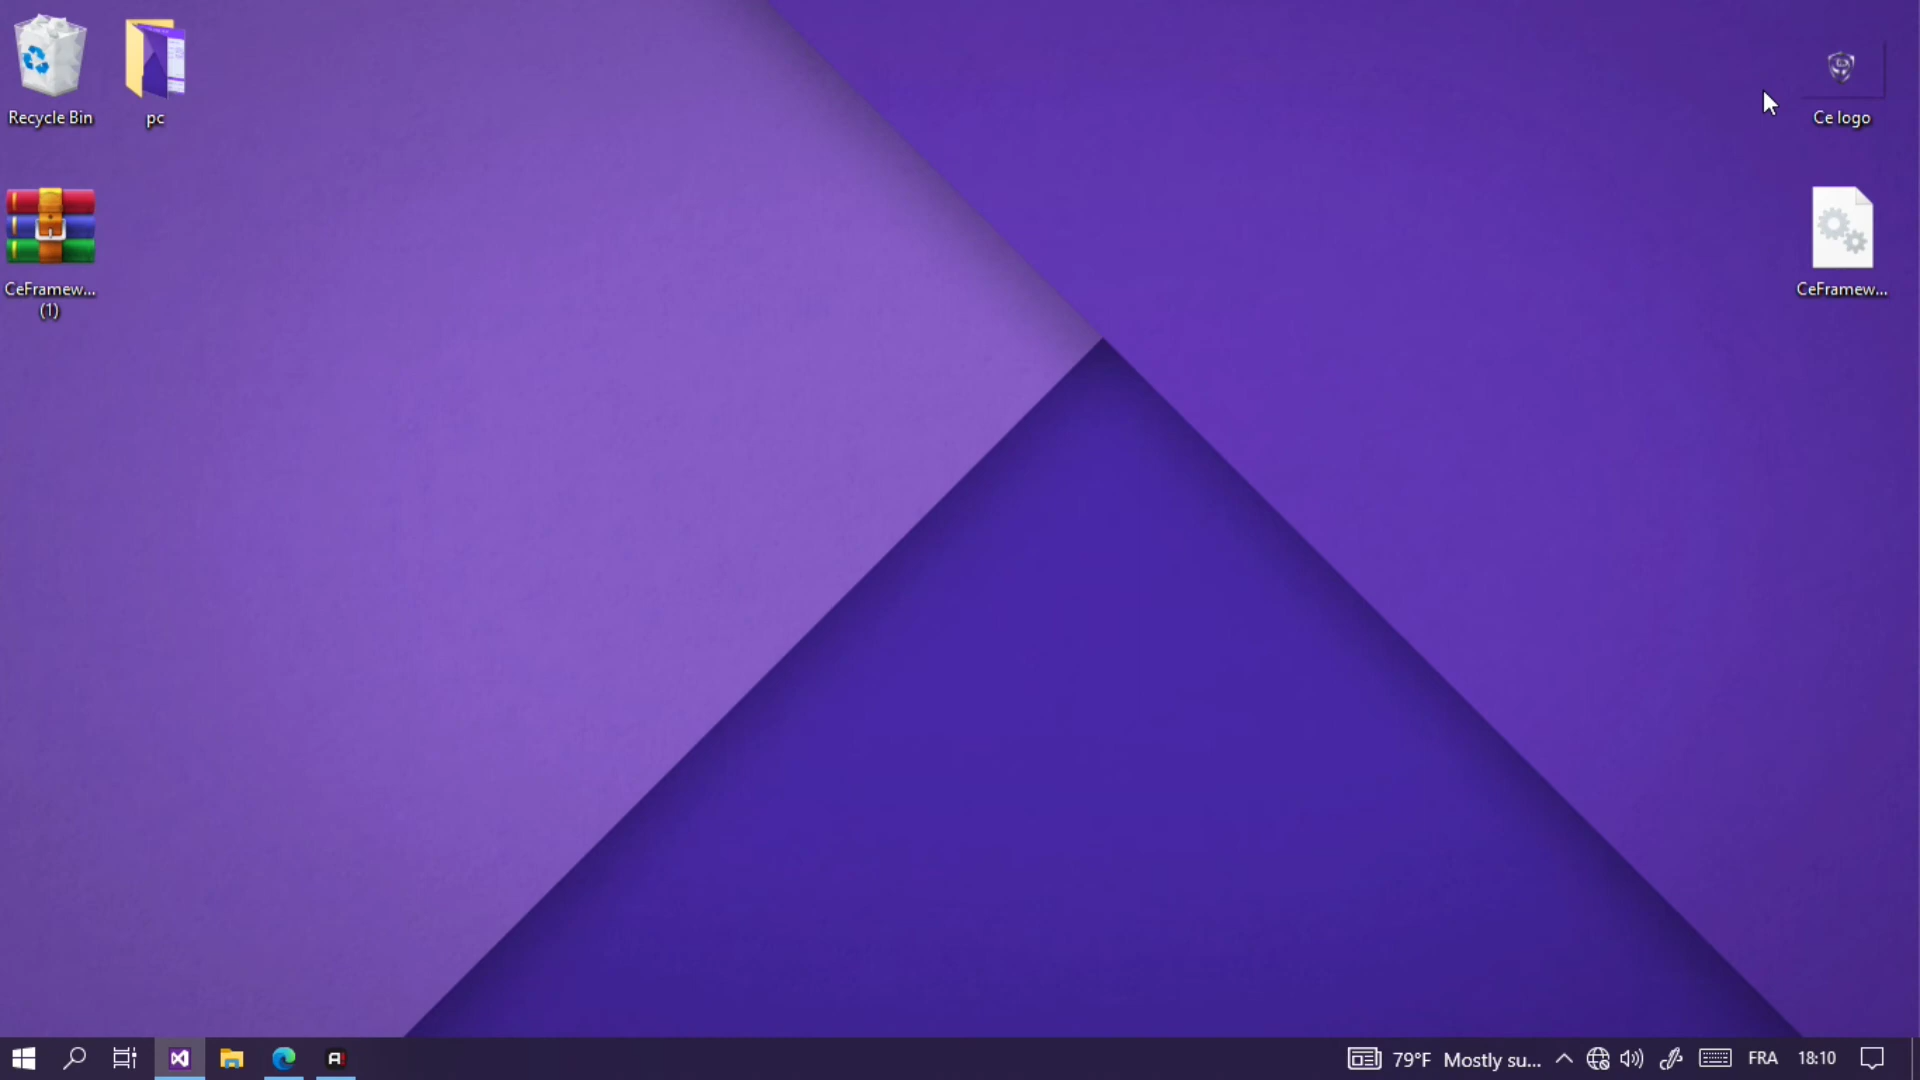 Recycle Bin
pc
Ce logo
CeFramew...
(1)
CeFramew...
79°F Mostly su...
FRA
18:10